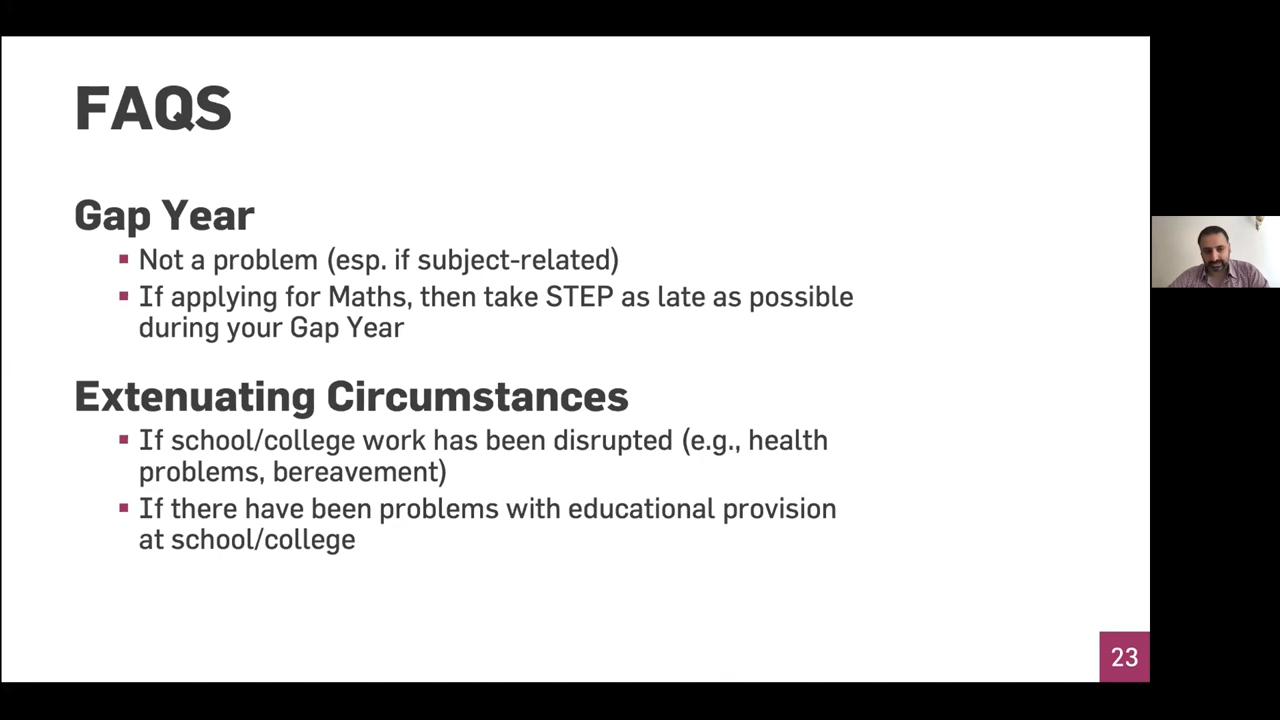 FAQS
Gap Year
▪ Not a problem (esp. if subject-related)
▪ If applying for Maths, then take STEP as late as possible
during your Gap Year
Extenuating Circumstances
▪ If school/college work has been disrupted (e.g., health
problems, bereavement)
▪ If there have been problems with educational provision
at school/college
23